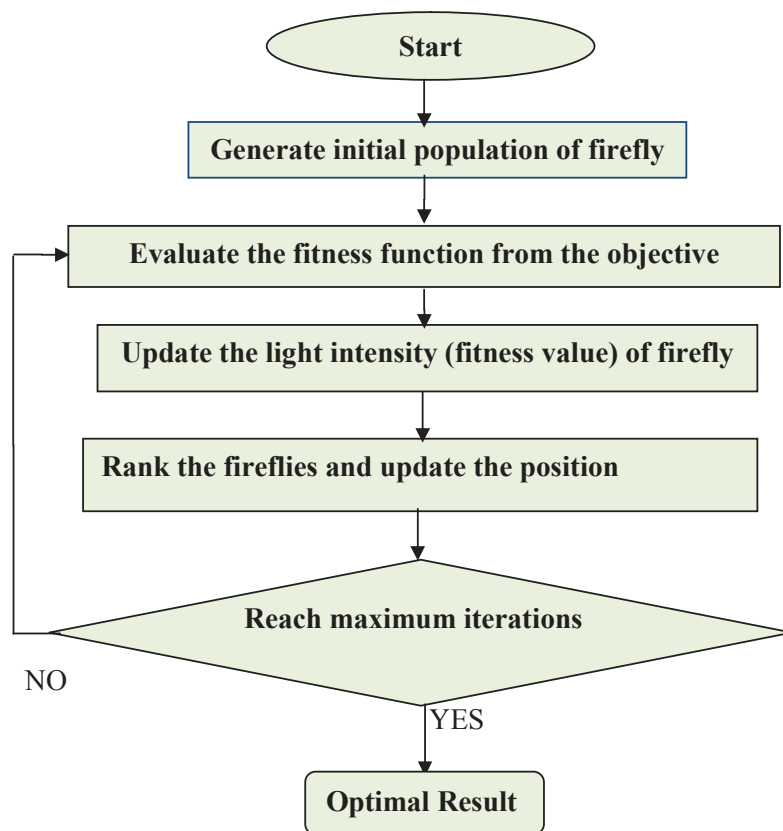 Start
Generate initial population of firefly
Evaluate the fitness function from the objective
Update the light intensity (fitness value) of firefly
Rank the fireflies and update the position
Reach maximum iterations
NO
YES
Optimal Result